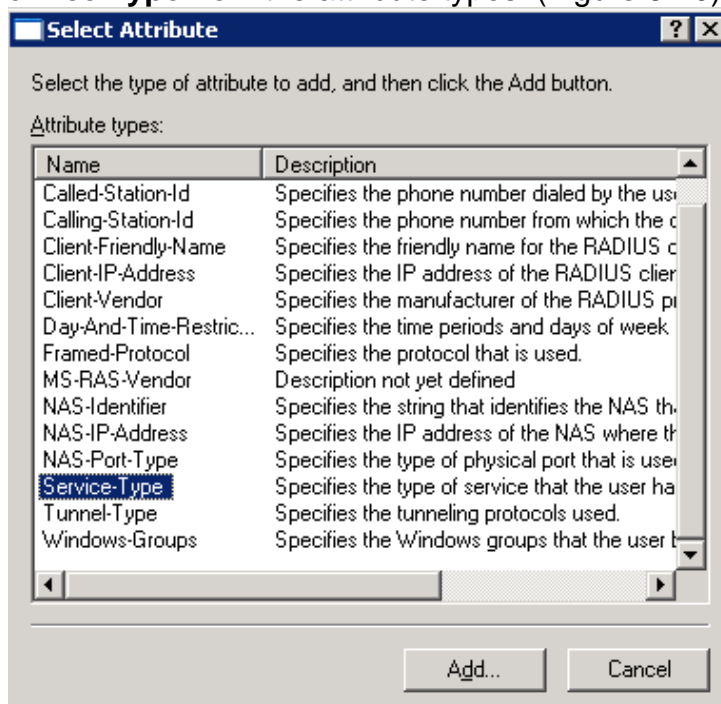 Select Attribute
Select the type of attribute to add, and then click the Add button.
Attribute types:
Name Description
Called-Station-Id Specifies the phone number dialed by the
Calling-Station-Id Specifies the phone number from which the
Client-Friendly-Name Specifies the friendly name for the RADIUS
Client-IP-Address Specifies the IP address of the RADIUS
Client-Vendor Specifies the manufacturer of the RADIUS
Day-And-Time-Restric... Specifies the time periods and days of week
Framed-Protocol Specifies the protocol that is used.
MS-RAS-Vendor Description not yet defined
NAS-Identifier Specifies the string that identifies the NAS
NAS-IP-Address Specifies the IP address of the NAS where
NAS-Port-Type Specifies the type of physical port that is
Service-Type Specifies the type of service that the user
Tunnel-Type Specifies the tunneling protocols used.
Windows-Groups Specifies the Windows groups that the user
Add... Cancel